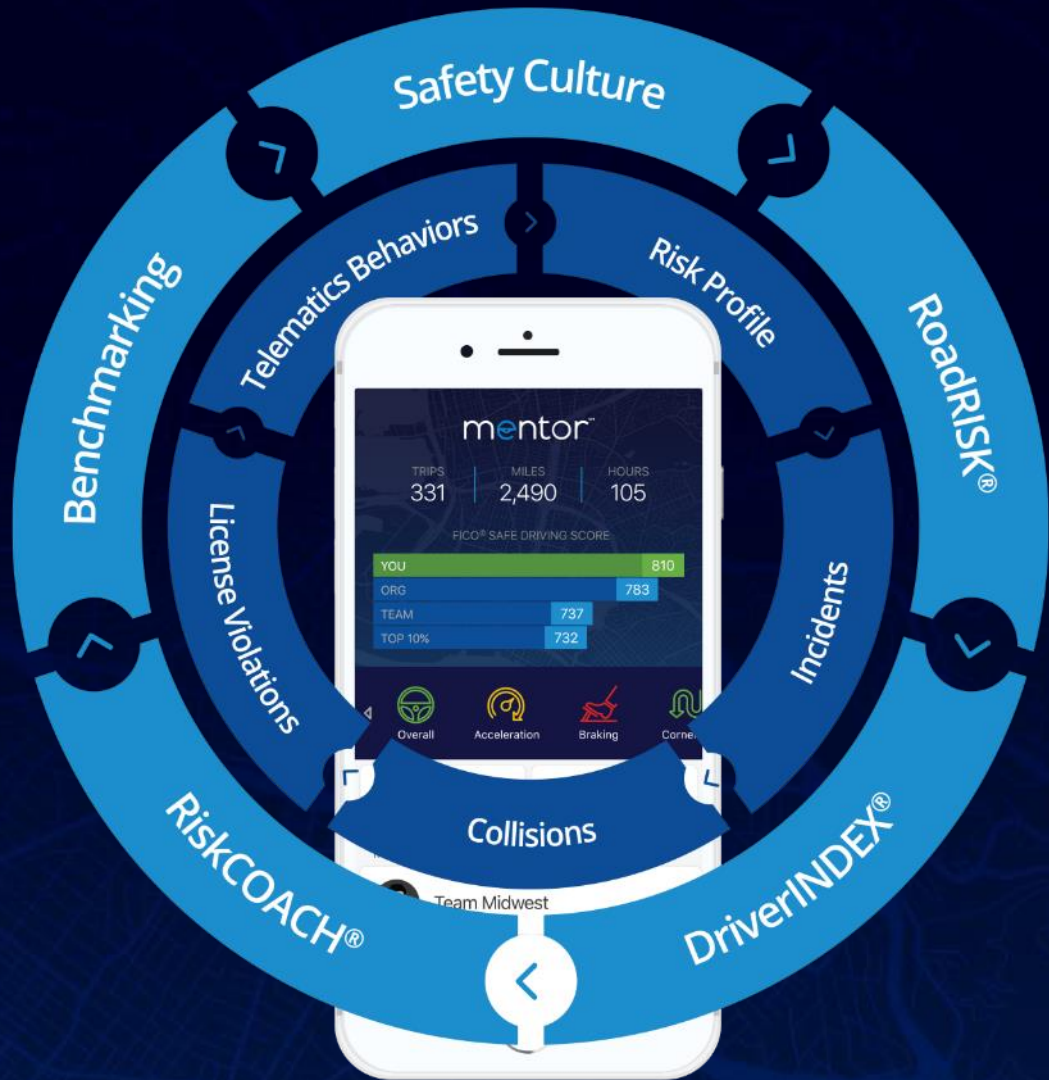 Safety Culture
RoadRISK®
DriverINDEX®
RiskCOACH®
Benchmarking
Telematics Behaviors
Risk Profile
Incidents
Collisions
License Violations
mentor™
TRIPS
331
MILES
2,490
HOURS
105
FICO® SAFE DRIVING SCORE
YOU 810
ORG 783
TEAM 737
TOP 10% 732
Overall
Acceleration
Braking
Team Midwest